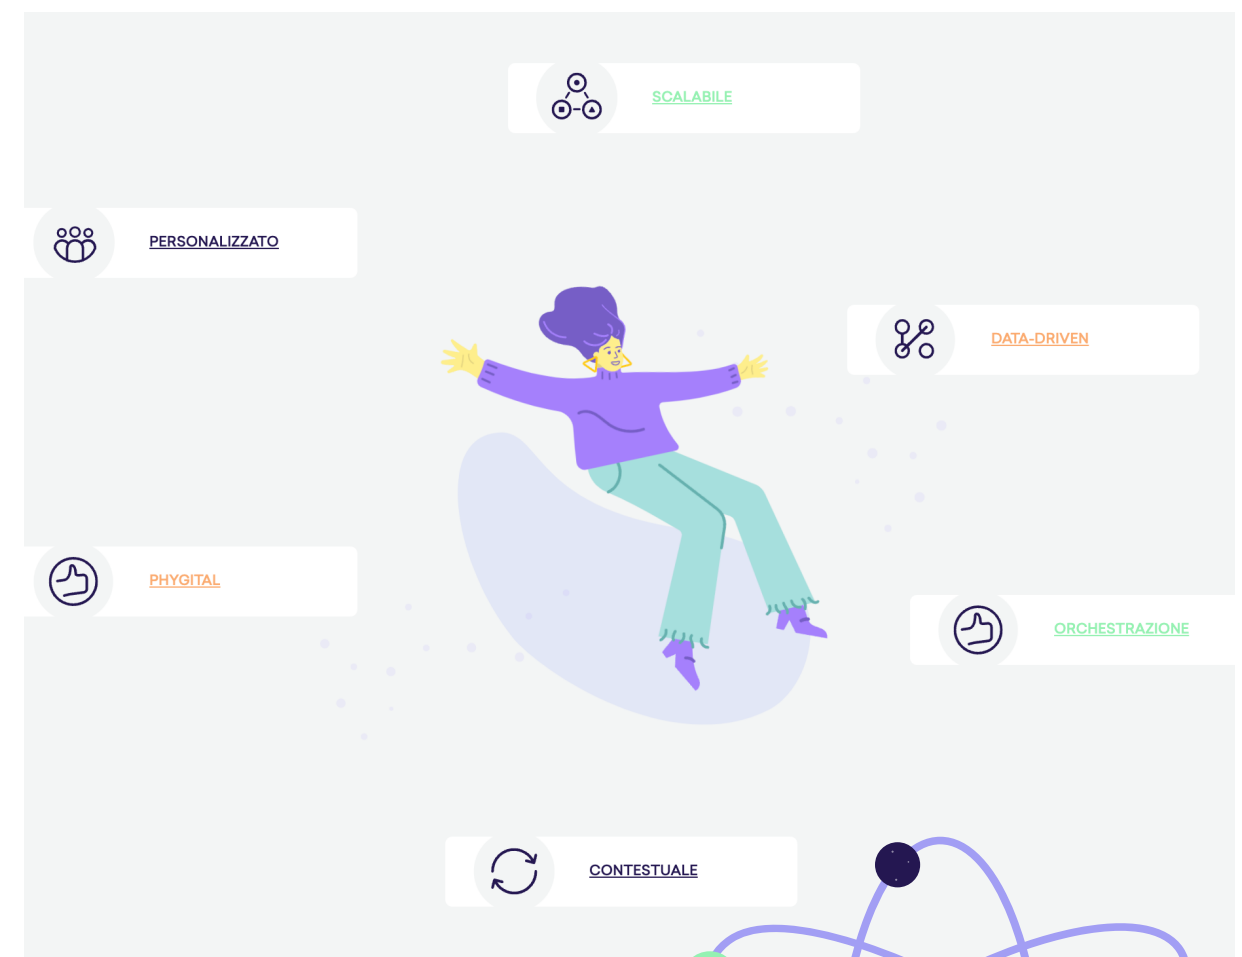 SCALABILE
PERSONALIZZATO
DATA-DRIVEN
PHYGITAL
ORCHESTRAZIONE
CONTESTUALE